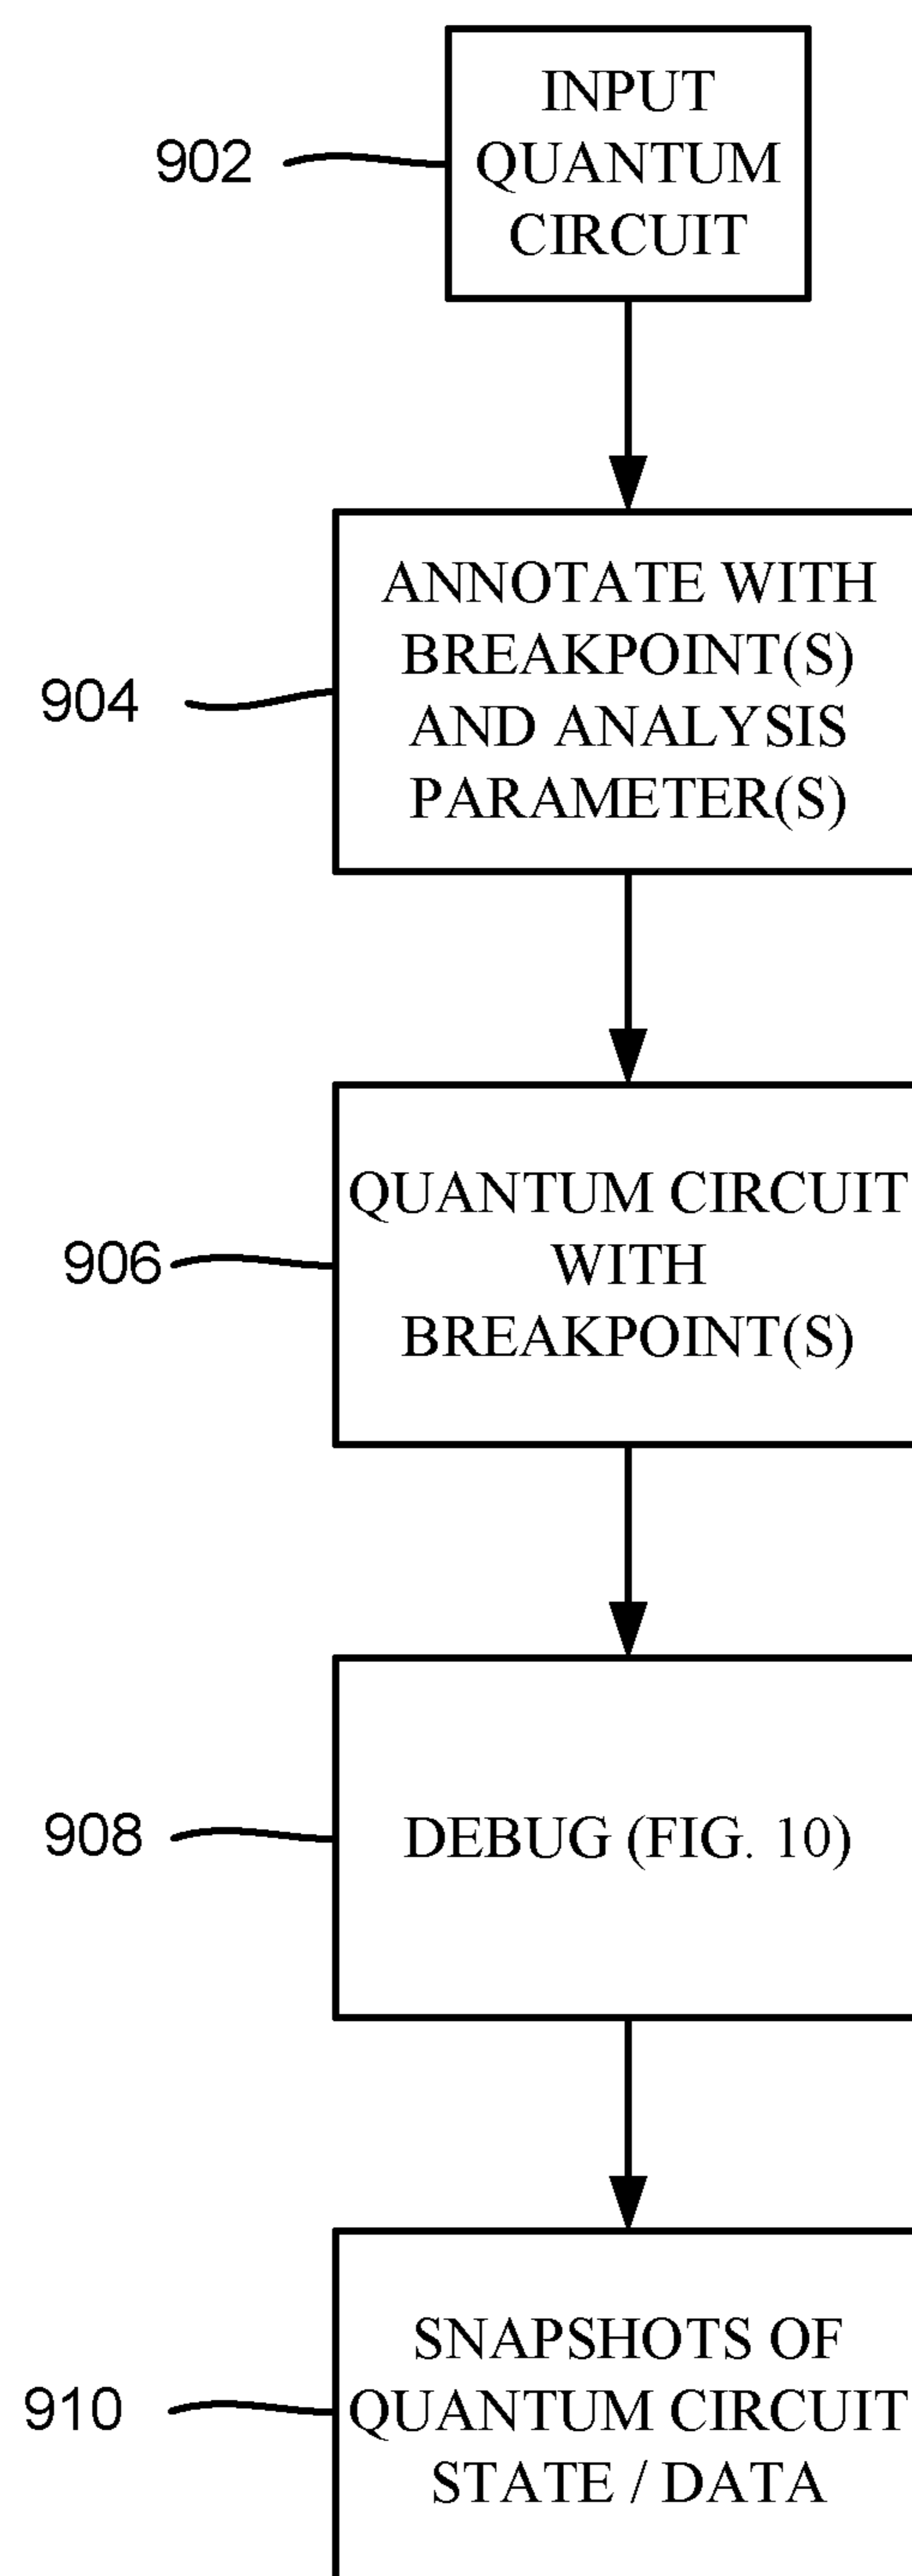 INPUT
QUANTUM
CIRCUIT
902
ANNOTATE WITH
BREAKPOINT(S)
AND ANALYSIS
PARAMETER(S)
904
QUANTUM CIRCUIT
WITH
BREAKPOINT(S)
906
DEBUG (FIG. 10)
908
SNAPSHOTS OF
QUANTUM CIRCUIT
STATE / DATA
910